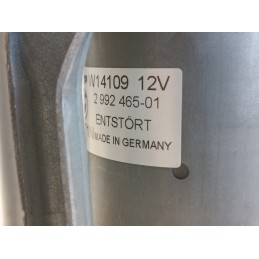 W14109 12V
2 992 465-01
ENTSTÖRT
MADE IN GERMANY